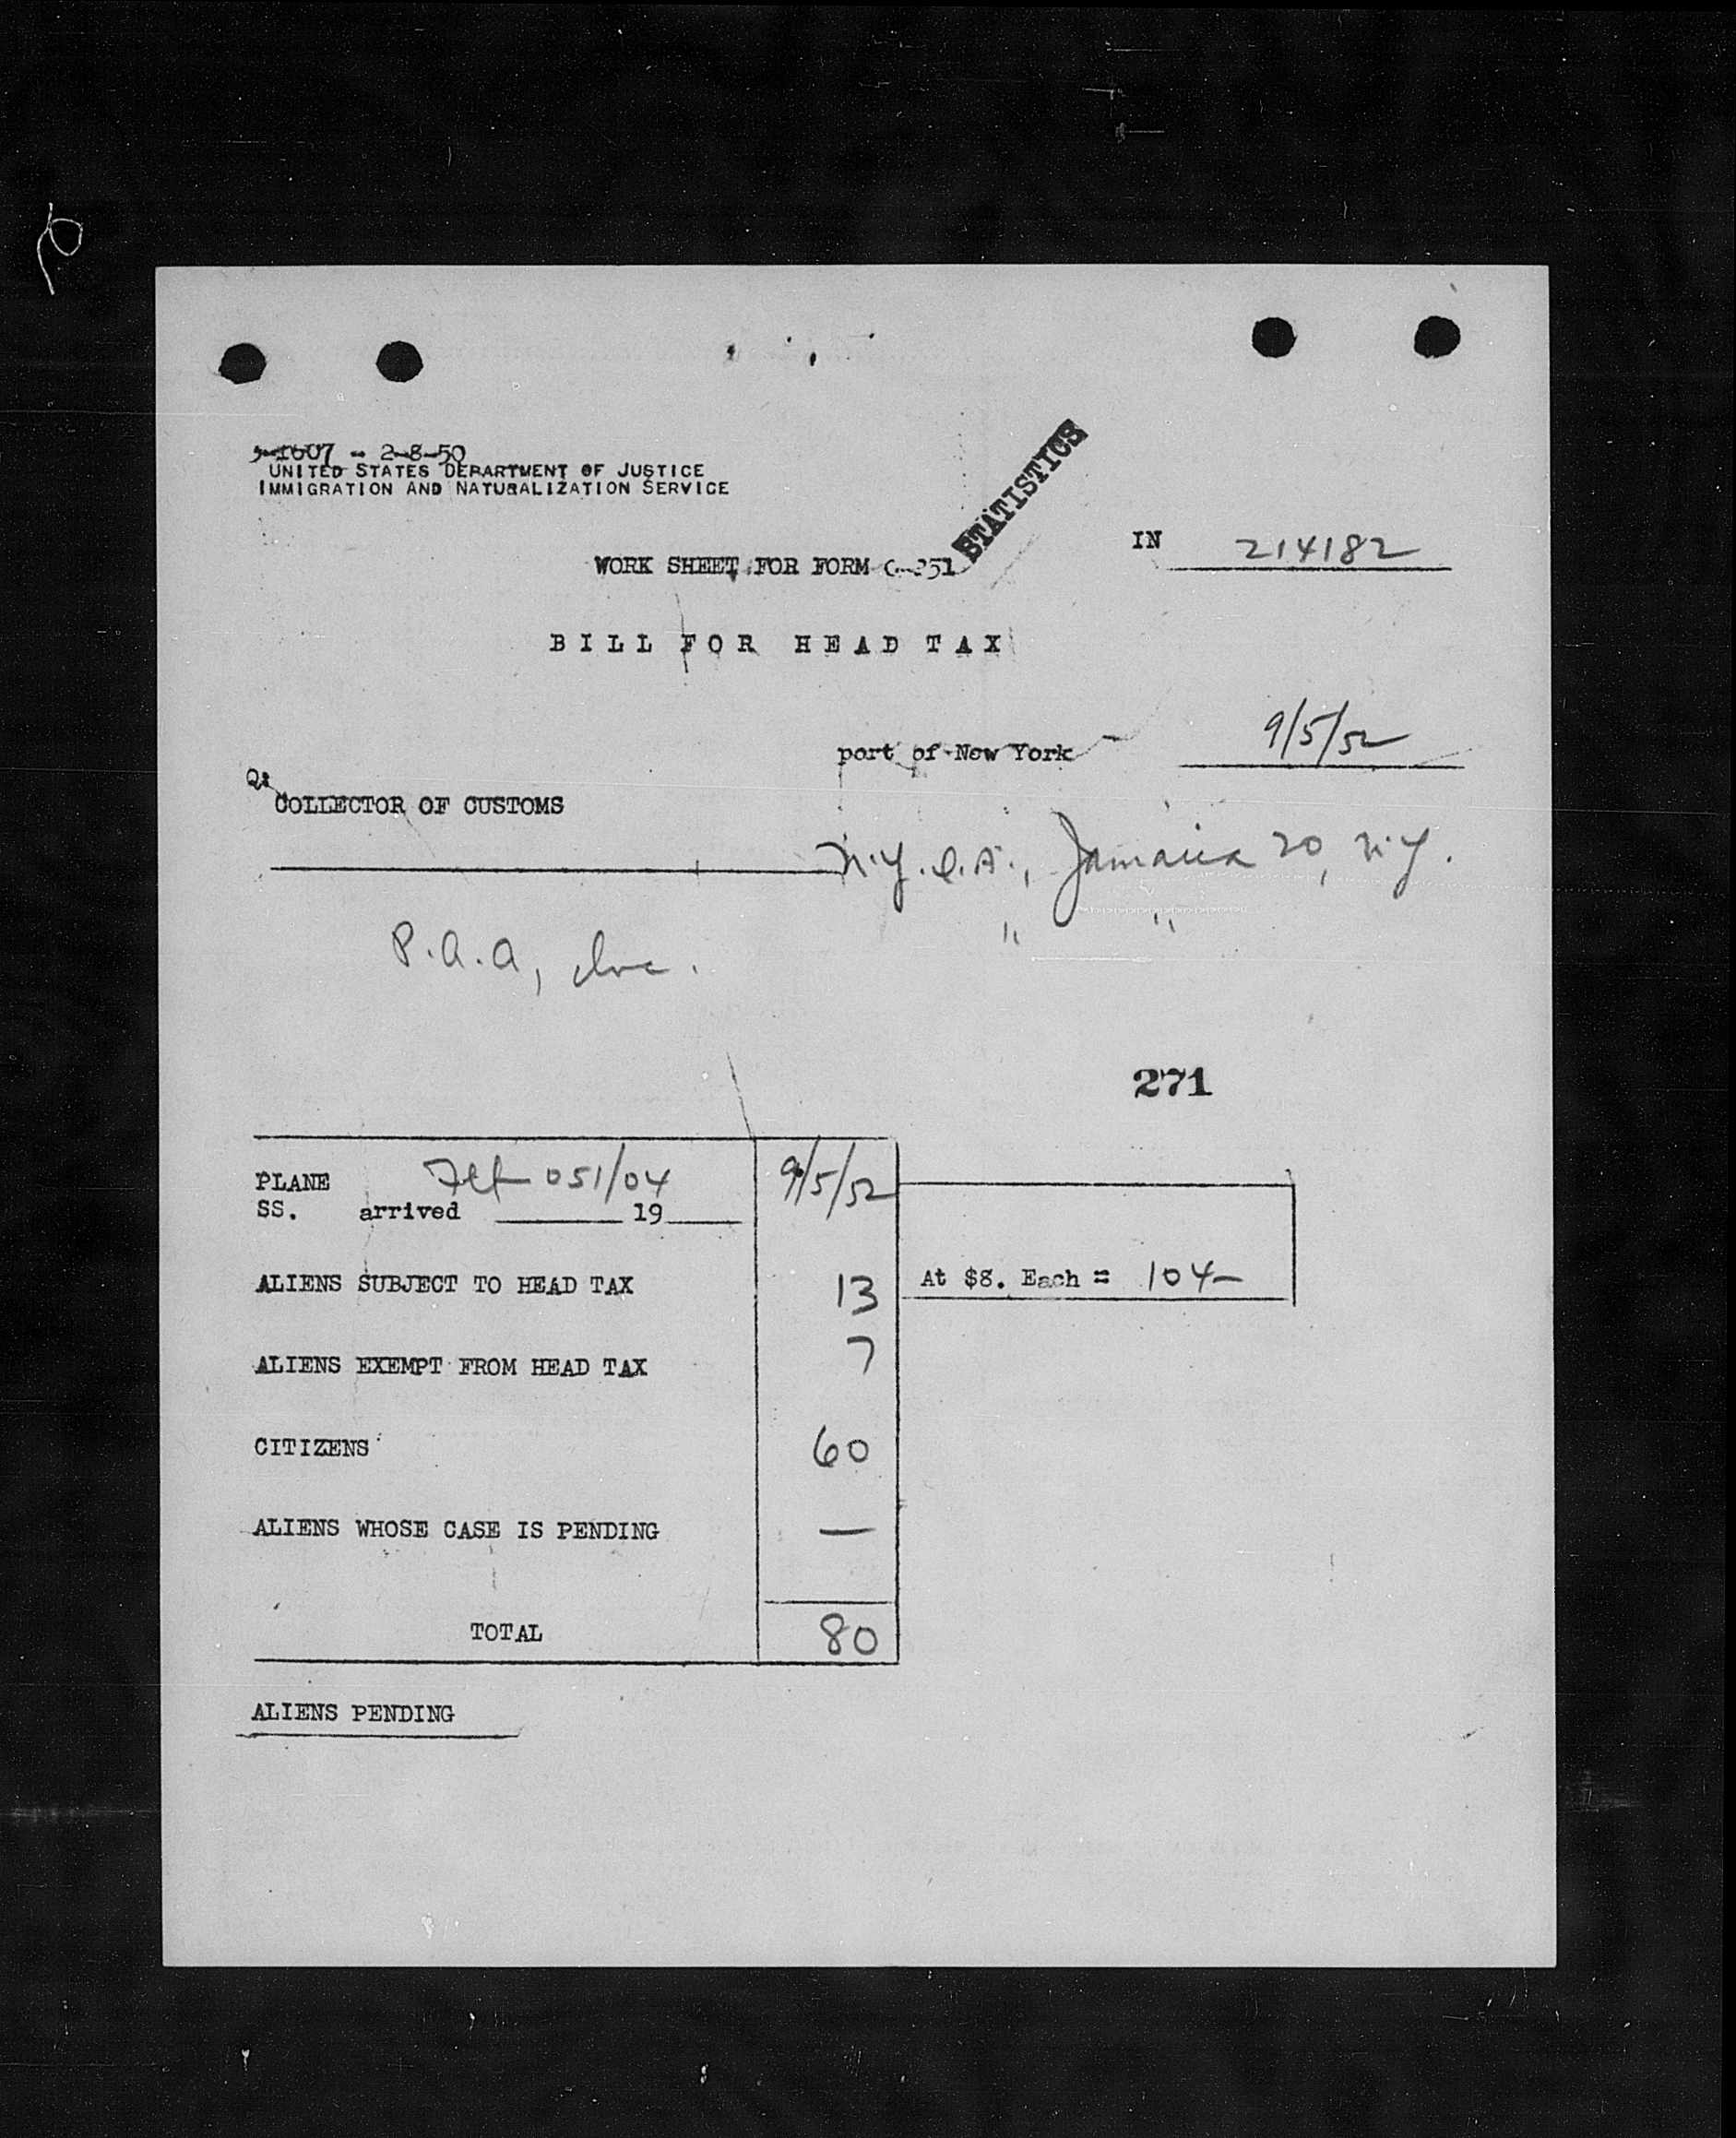 -1607 - 2-8-50
UNITED STATES DEPARTMENT OF JUSTICE
IMMIGRATION AND NATURALIZATION SERVICE
STATISTICS
IN 214182
WORK SHEET FOR FORM C-251
BILL FOR HEAD TAX
port of New York 9/5/52
COLLECTOR OF CUSTOMS
N.Y. I.A., Jamaica 20, N.Y.
" "
P.A.A, Inc.
271
PLANE Flt 051/04 9/5/52
SS. arrived 19
ALIENS SUBJECT TO HEAD TAX 13 At $8. Each = 104-
ALIENS EXEMPT FROM HEAD TAX 7
CITIZENS 60
ALIENS WHOSE CASE IS PENDING —
TOTAL 80
ALIENS PENDING